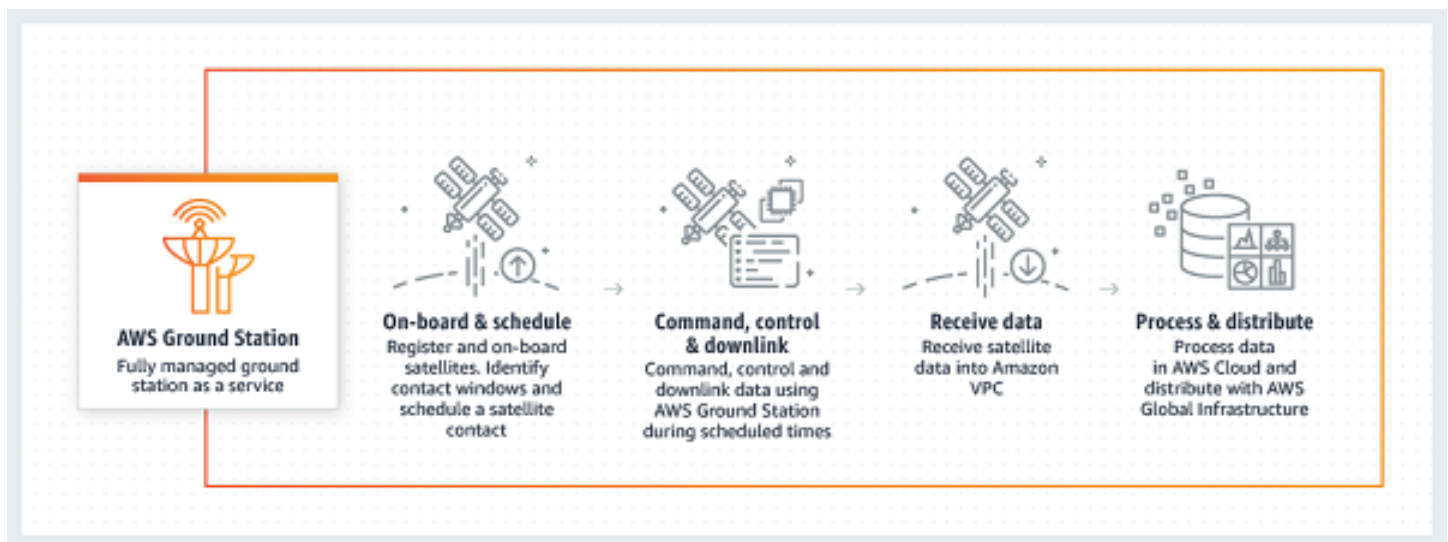 AWS Ground Station
Fully managed ground
station as a service
On-board & schedule
Register and on-board
satellites. Identify
contact windows and
schedule a satellite
contact
Command, control
& downlink
Command, control and
downlink data using
AWS Ground Station
during scheduled times
Receive data
Receive satellite
data into Amazon
VPC
Process & distribute
Process data
in AWS Cloud and
distribute with AWS
Global Infrastructure